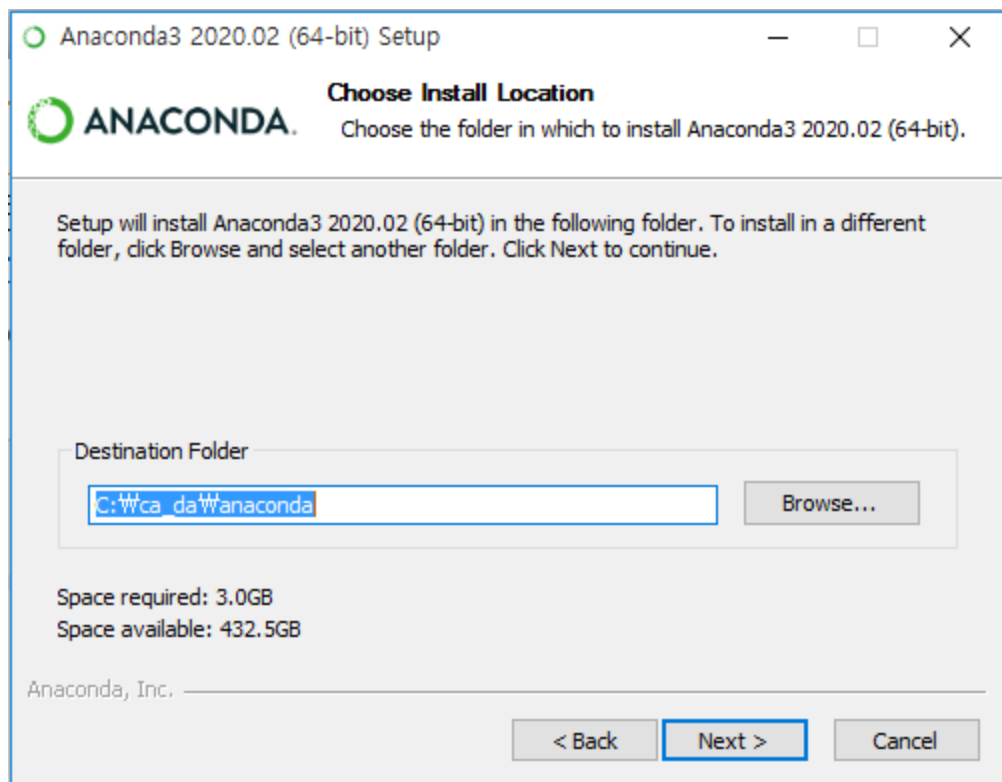 Anaconda3 2020.02 (64-bit) Setup
ANACONDA.
Choose Install Location
Choose the folder in which to install Anaconda3 2020.02 (64-bit).
Setup will install Anaconda3 2020.02 (64-bit) in the following folder. To install in a different
folder, click Browse and select another folder. Click Next to continue.
Destination Folder
C:₩ca_da₩anaconda
Browse...
Space required: 3.0GB
Space available: 432.5GB
Anaconda, Inc.
< Back
Next >
Cancel